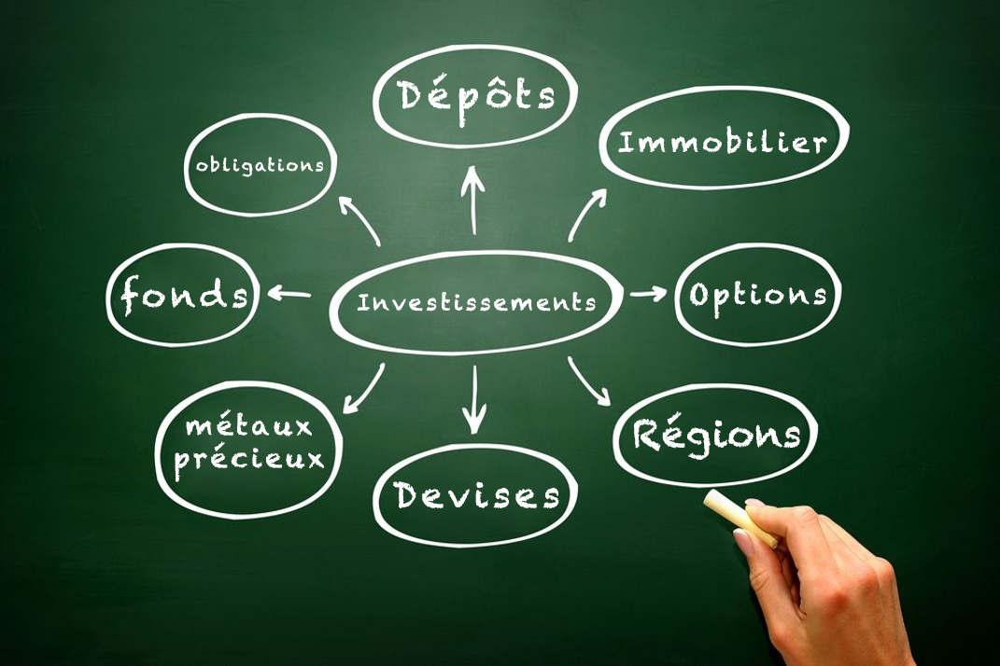 Dépôts
Immobilier
obligations
fonds
Investissements
Options
métaux
précieux
Régions
Devises